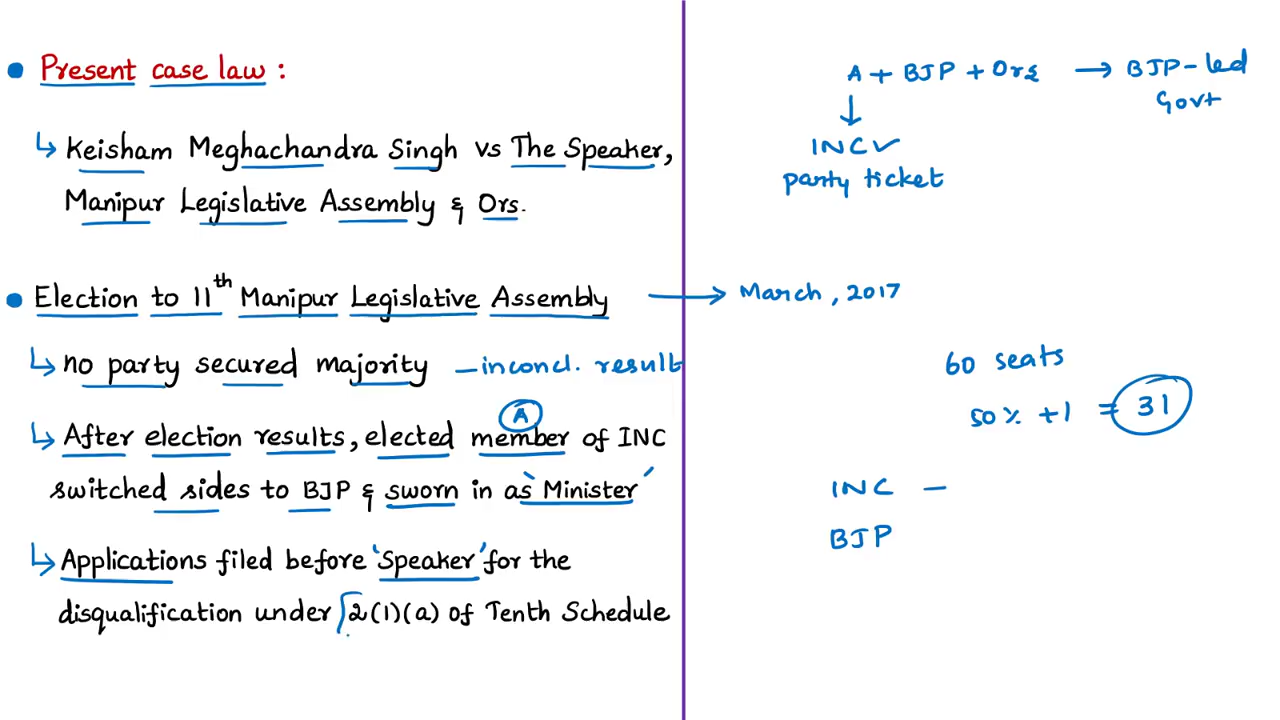 Present case law :
Keisham Meghachandra Singh vs The Speaker,
Manipur Legislative Assembly & Ors.
Election to 11th Manipur Legislative Assembly
no party secured majority – inconcl. result
A
After election results, elected member of INC
switched sides to BJP & sworn in as 'Minister'
Applications filed before 'Speaker' for the
disqualification under 2(1)(a) of Tenth Schedule
A + BJP + Ors → BJP-led
Govt
INC✓
party ticket
→ March, 2017
60 seats
50% +1 = 31
INC –
BJP